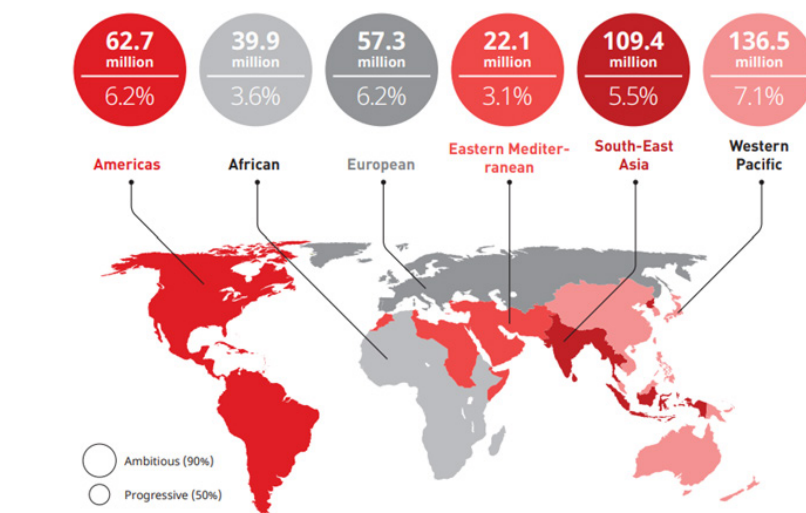 62.7
million
6.2%
39.9
million
3.6%
57.3
million
6.2%
22.1
million
3.1%
109.4
million
5.5%
136.5
million
7.1%
Americas
African
European
Eastern Mediter-
ranean
South-East
Asia
Western
Pacific
Ambitious (90%)
Progressive (50%)